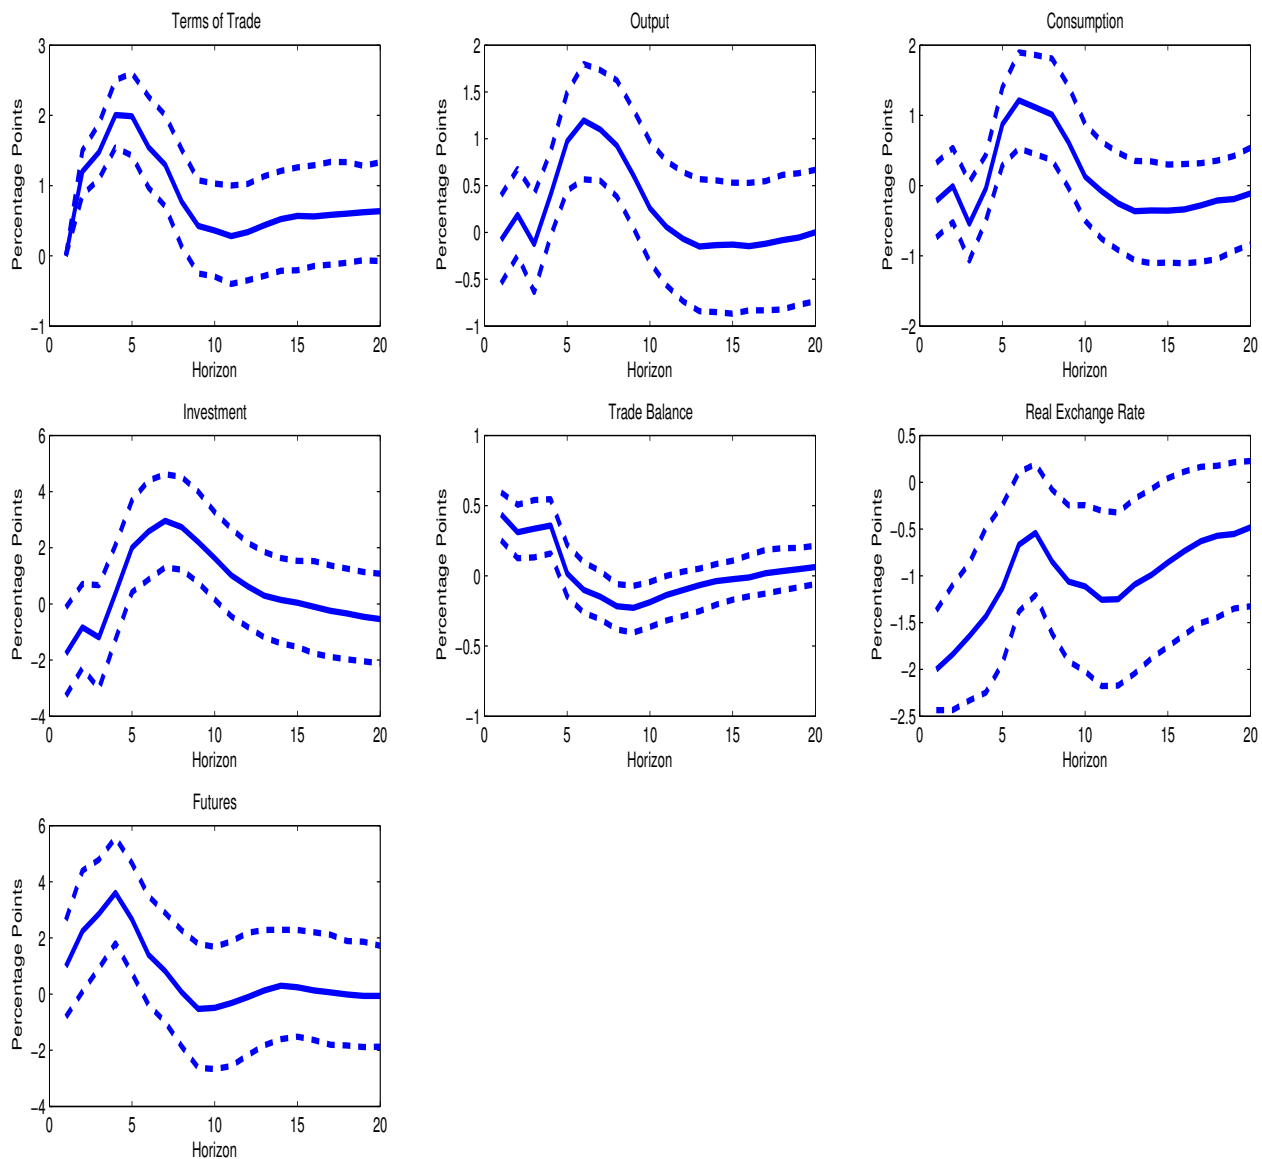 Terms of Trade
Percentage Points
3
2
1
0
−1
0 5 10 15 20
Horizon
Output
Percentage Points
2
1.5
1
0.5
0
−0.5
−1
0 5 10 15 20
Horizon
Consumption
Percentage Points
2
1
0
−1
−2
0 5 10 15 20
Horizon
Investment
Percentage Points
6
4
2
0
−2
−4
0 5 10 15 20
Horizon
Trade Balance
Percentage Points
1
0.5
0
−0.5
−1
0 5 10 15 20
Horizon
Real Exchange Rate
Percentage Points
0.5
0
−0.5
−1
−1.5
−2
−2.5
0 5 10 15 20
Horizon
Futures
Percentage Points
6
4
2
0
−2
−4
0 5 10 15 20
Horizon